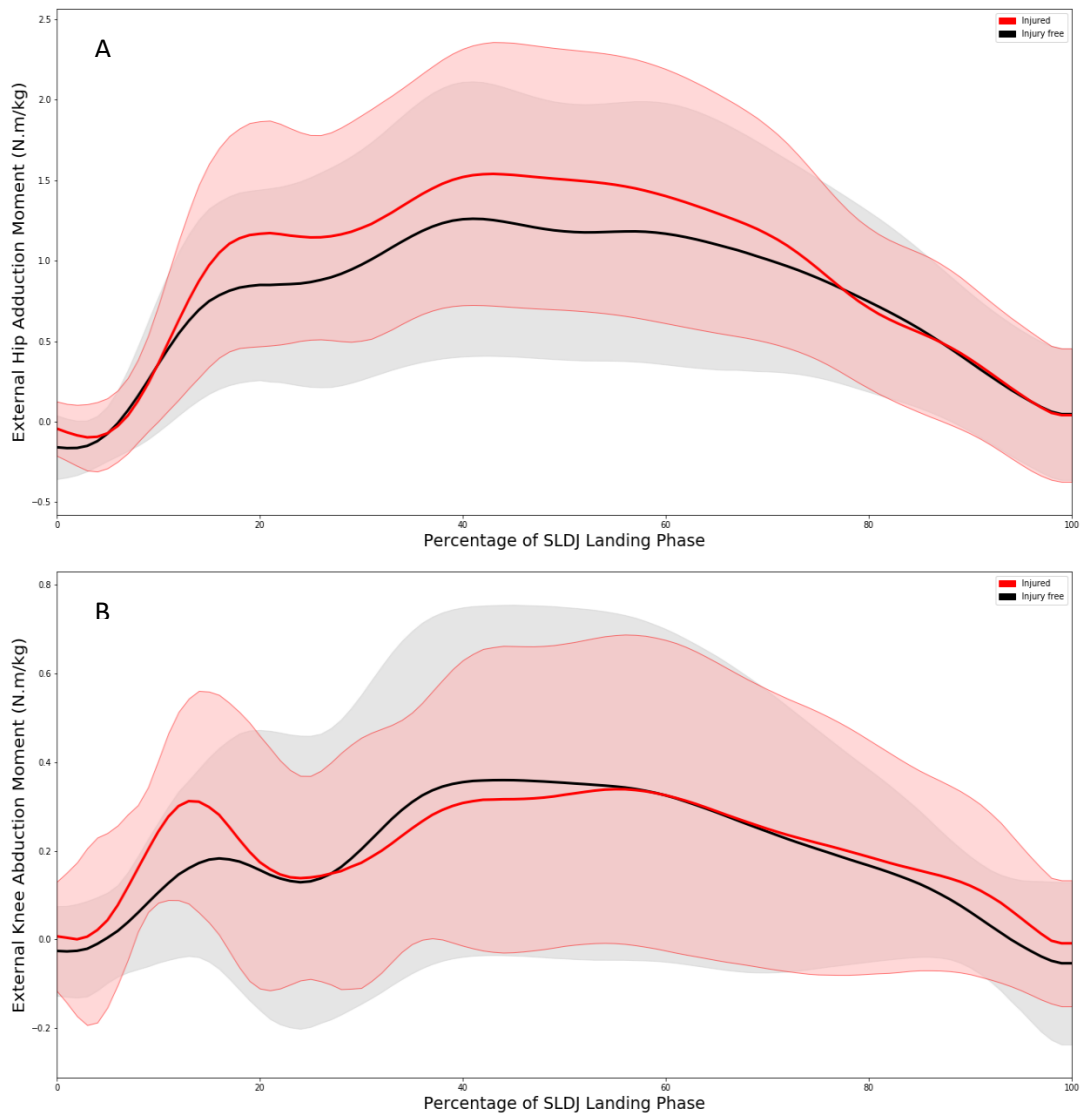 A
Injured
Injury free
External Hip Adduction Moment (N.m/kg)
2.5
2.0
1.5
1.0
0.5
0.0
−0.5
0
20
40
60
80
100
Percentage of SLDJ Landing Phase
B
Injured
Injury free
External Knee Abduction Moment (N.m/kg)
0.8
0.6
0.4
0.2
0.0
−0.2
0
20
40
60
80
100
Percentage of SLDJ Landing Phase